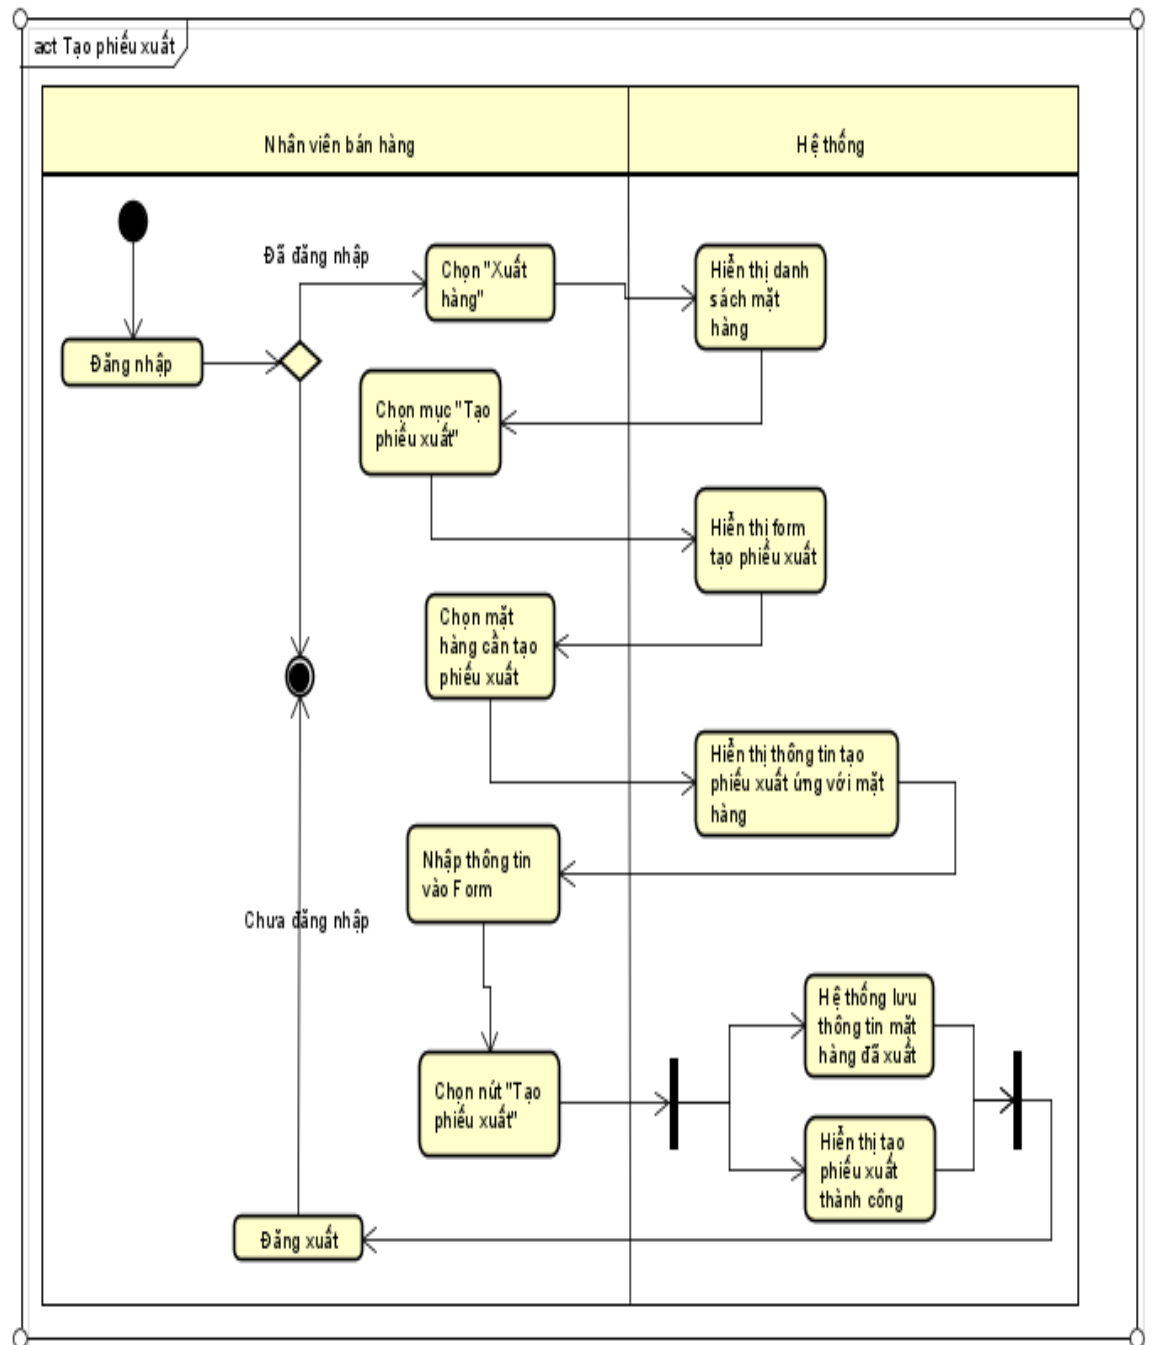 act Tạo phiếu xuất
Nhân viên bán hàng
Hệ thống
Đã đăng nhập
Chọn "Xuất
hàng"
Hiển thị danh
sách mặt
hàng
Đăng nhập
Chọn mục "Tạo
phiếu xuất"
Hiển thị form
tạo phiếu xuất
Chọn mặt
hàng cần tạo
phiếu xuất
Hiển thị thông tin tạo
phiếu xuất ứng với mặt
hàng
Nhập thông tin
vào Form
Chưa đăng nhập
Hệ thống lưu
thông tin mặt
hàng đã xuất
Chọn nút "Tạo
phiếu xuất"
Hiển thị tạo
phiếu xuất
thành công
Đăng xuất